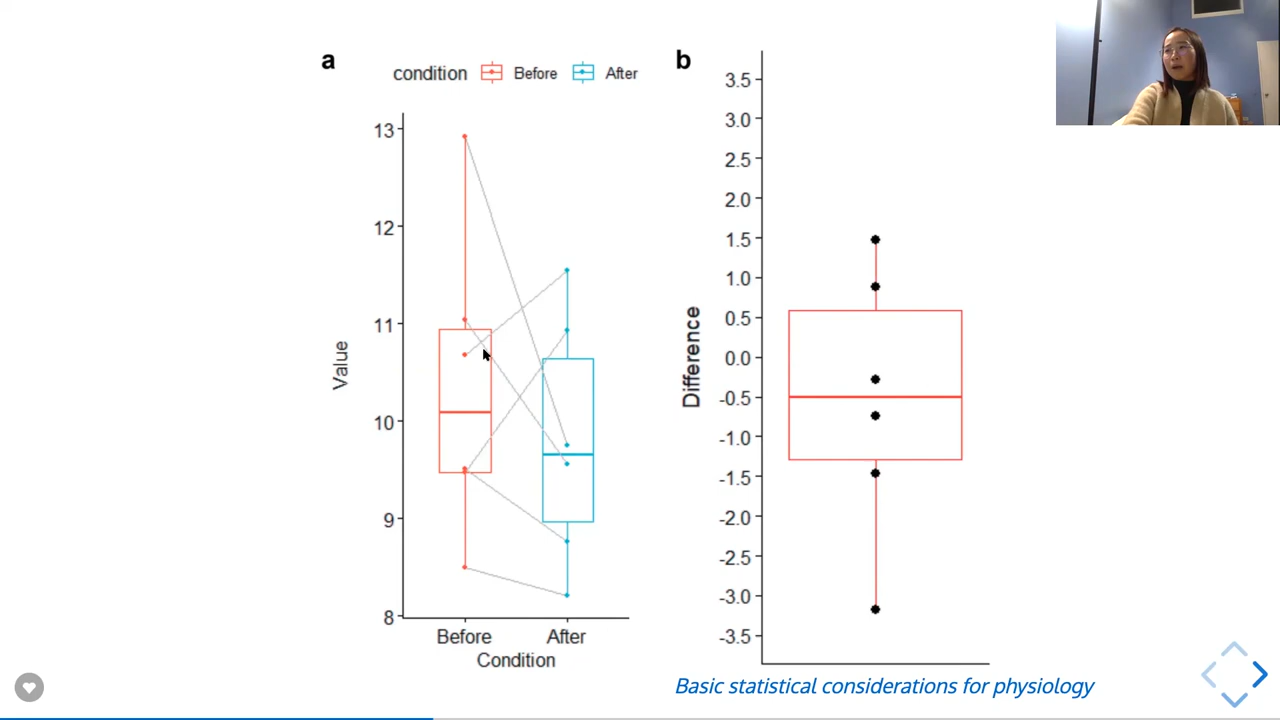 a
condition Before After
Value
13
12
11
10
9
8
Before After
Condition
b
Difference
3.5
3.0
2.5
2.0
1.5
1.0
0.5
0.0
-0.5
-1.0
-1.5
-2.0
-2.5
-3.0
-3.5
Basic statistical considerations for physiology